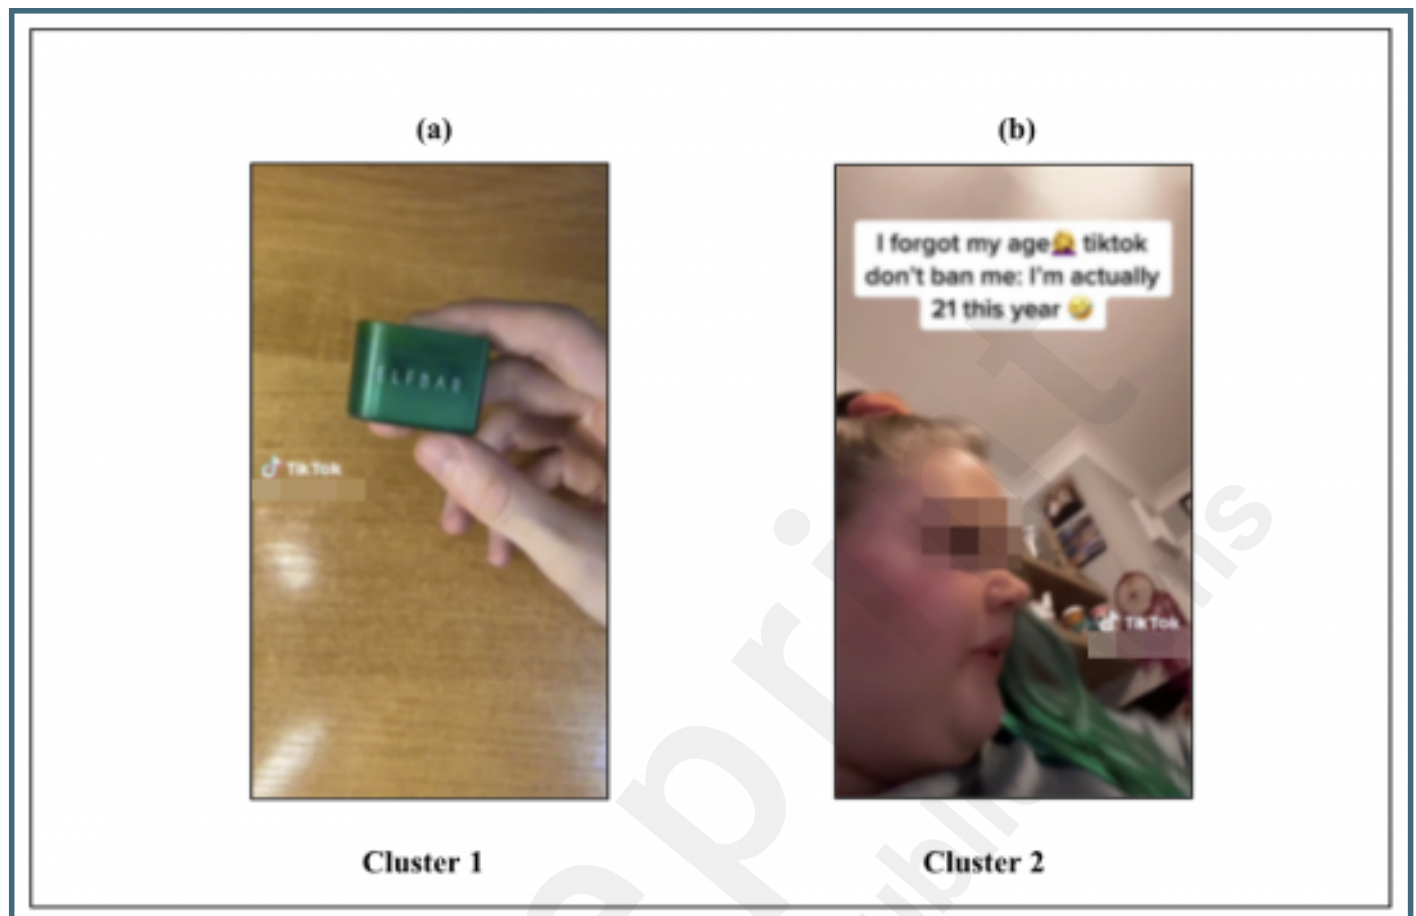 (a)
(b)
ELFBAR
TikTok
I forgot my age🤦‍♀️ tiktok
don't ban me: I'm actually
21 this year 🤣
TikTok
Cluster 1
Cluster 2